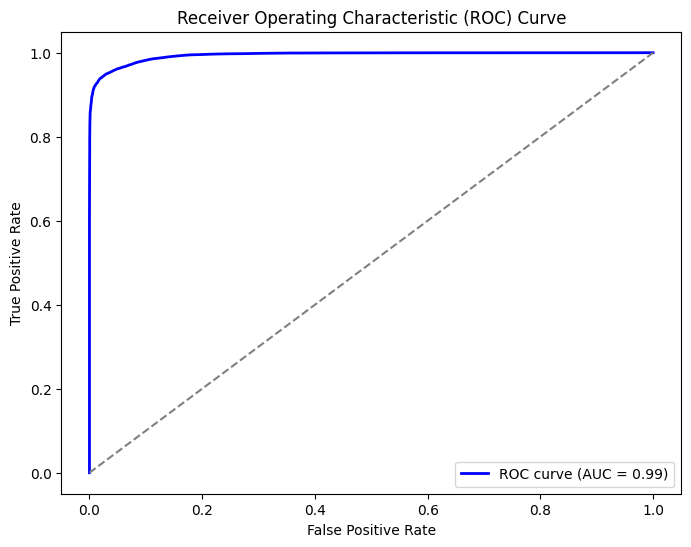 Receiver Operating Characteristic (ROC) Curve
True Positive Rate
1.0
0.8
0.6
0.4
0.2
0.0
ROC curve (AUC = 0.99)
0.0 0.2 0.4 0.6 0.8 1.0
False Positive Rate